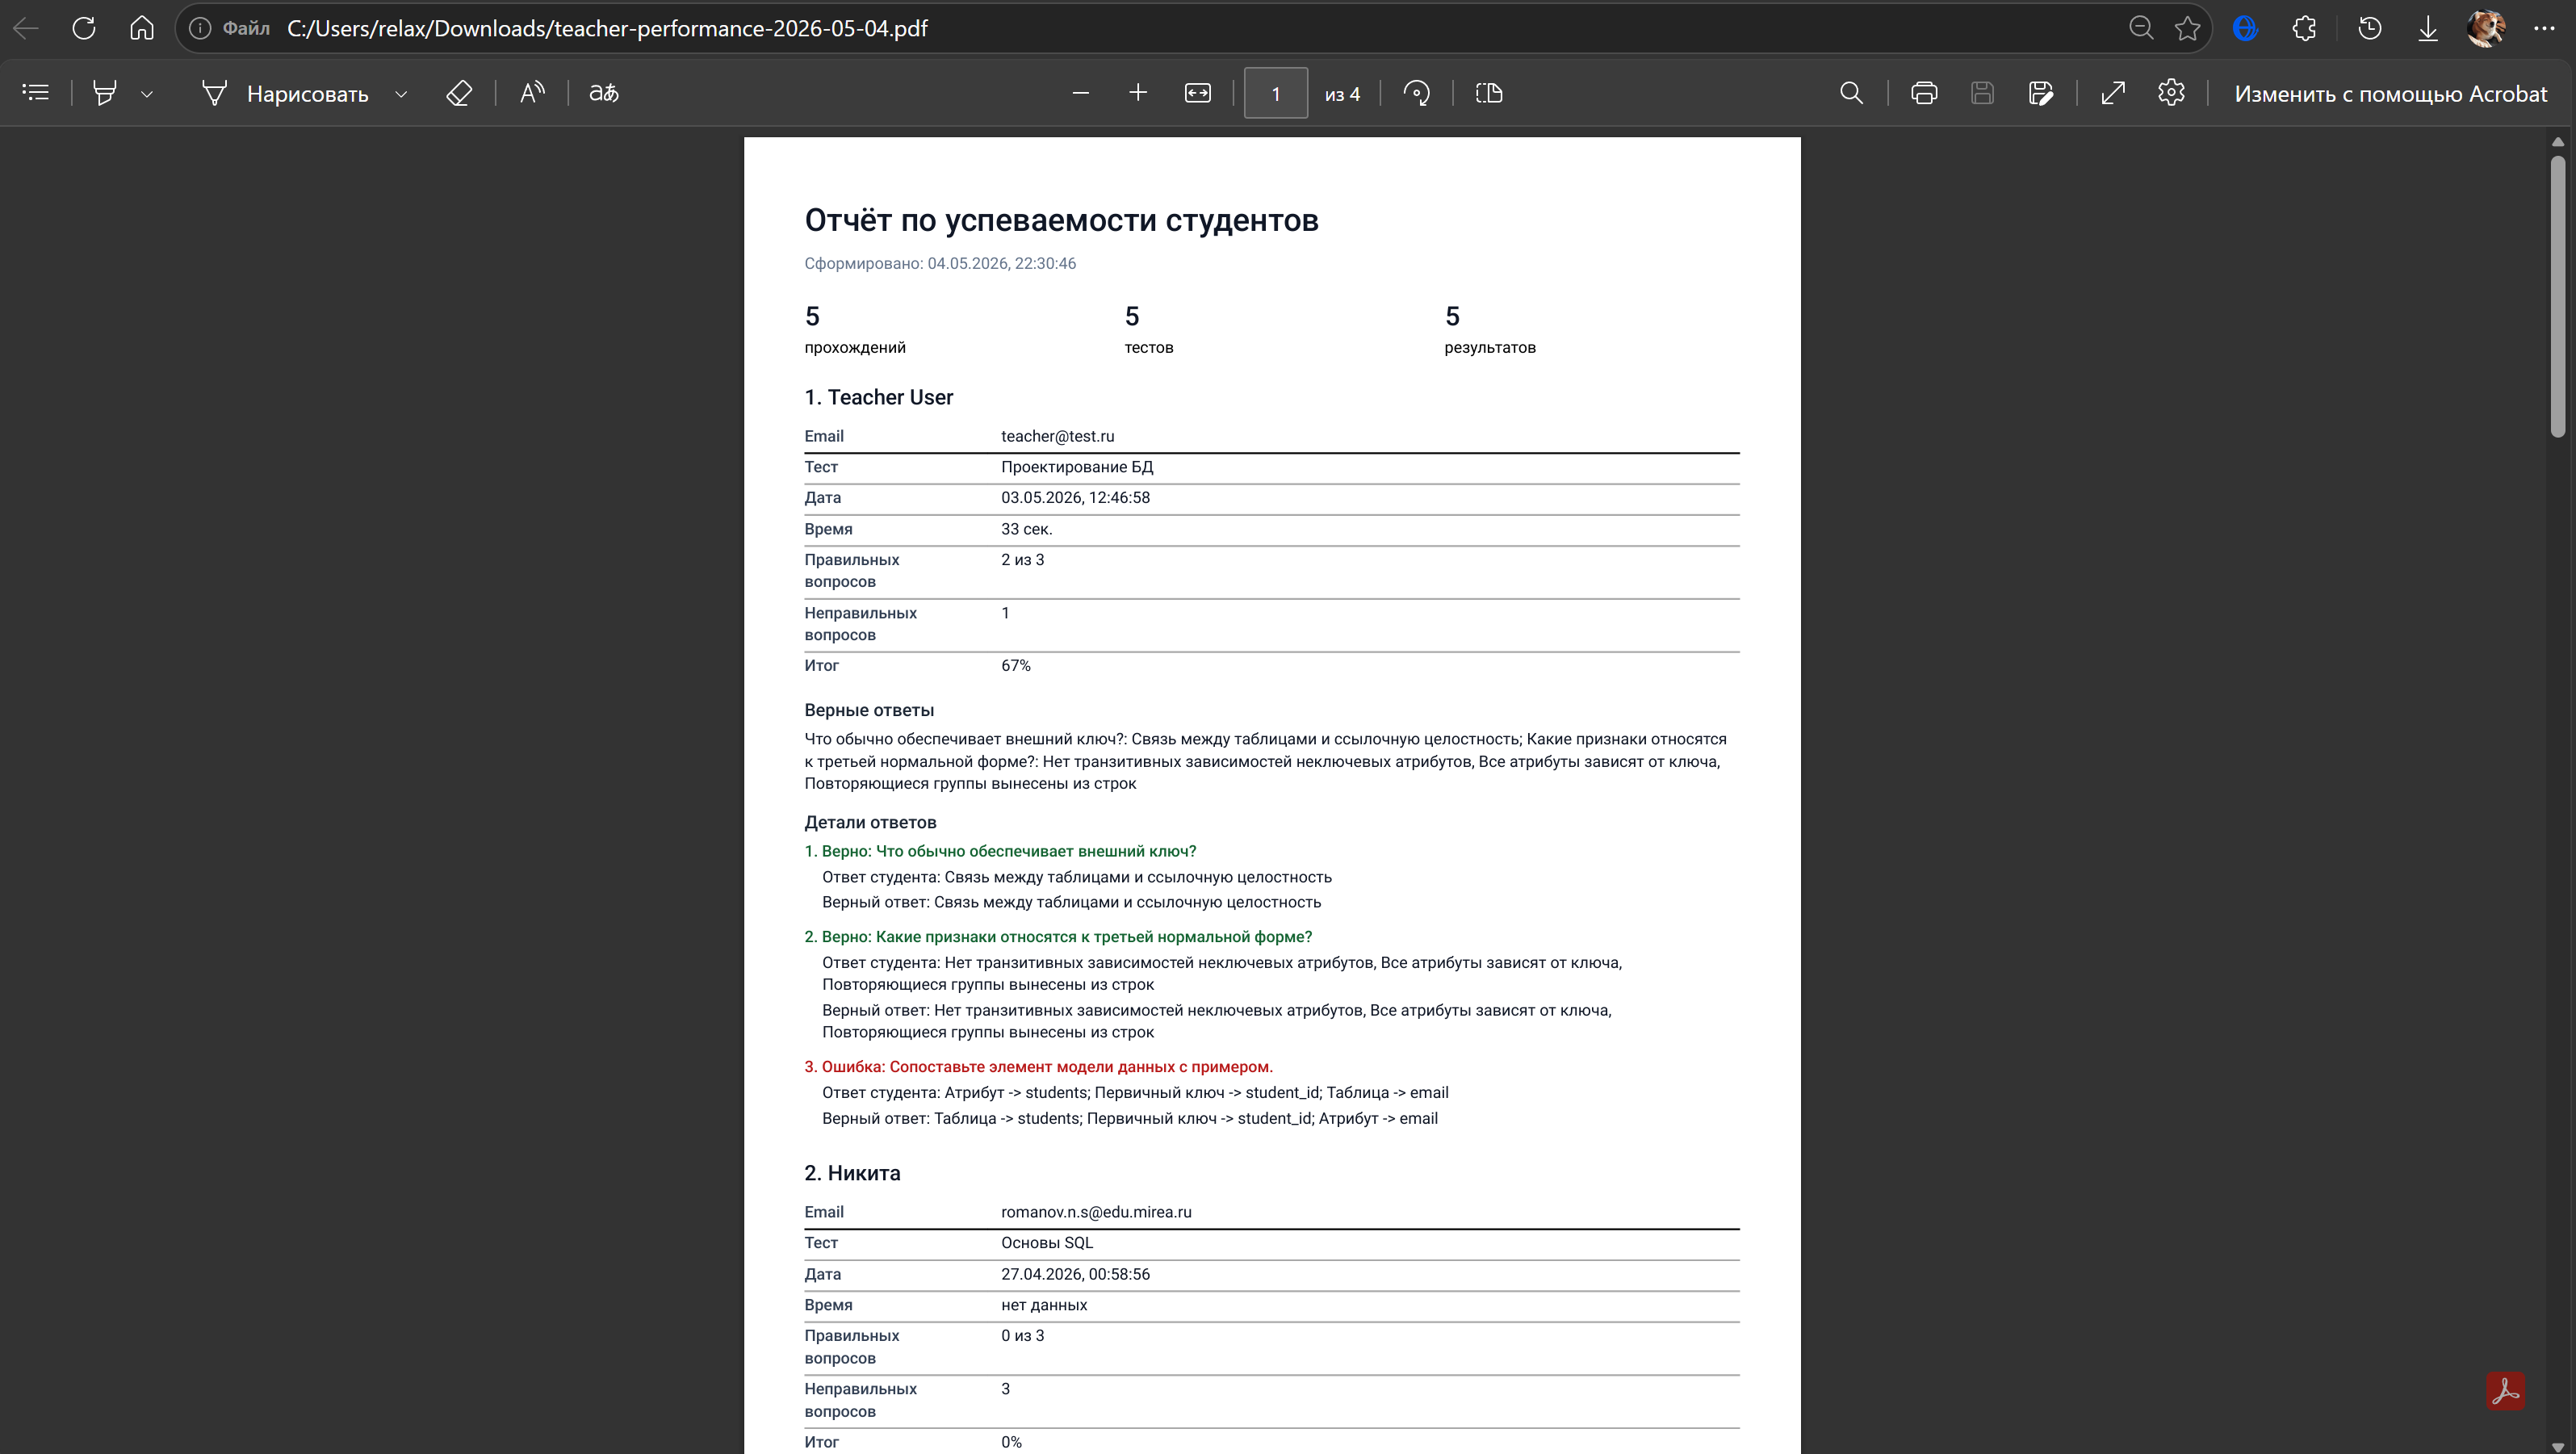 Файл C:/Users/relax/Downloads/teacher-performance-2026-05-04.pdf
Нарисовать
1 из 4
Изменить с помощью Acrobat
Отчёт по успеваемости студентов
Сформировано: 04.05.2026, 22:30:46
5 5 5
прохождений тестов результатов
1. Teacher User
Email teacher@test.ru
Тест Проектирование БД
Дата 03.05.2026, 12:46:58
Время 33 сек.
Правильных 2 из 3
вопросов
Неправильных 1
вопросов
Итог 67%
Верные ответы
Что обычно обеспечивает внешний ключ?: Связь между таблицами и ссылочную целостность; Какие признаки относятся
к третьей нормальной форме?: Нет транзитивных зависимостей неключевых атрибутов, Все атрибуты зависят от ключа,
Повторяющиеся группы вынесены из строк
Детали ответов
1. Верно: Что обычно обеспечивает внешний ключ?
Ответ студента: Связь между таблицами и ссылочную целостность
Верный ответ: Связь между таблицами и ссылочную целостность
2. Верно: Какие признаки относятся к третьей нормальной форме?
Ответ студента: Нет транзитивных зависимостей неключевых атрибутов, Все атрибуты зависят от ключа,
Повторяющиеся группы вынесены из строк
Верный ответ: Нет транзитивных зависимостей неключевых атрибутов, Все атрибуты зависят от ключа,
Повторяющиеся группы вынесены из строк
3. Ошибка: Сопоставьте элемент модели данных с примером.
Ответ студента: Атрибут -> students; Первичный ключ -> student_id; Таблица -> email
Верный ответ: Таблица -> students; Первичный ключ -> student_id; Атрибут -> email
2. Никита
Email romanov.n.s@edu.mirea.ru
Тест Основы SQL
Дата 27.04.2026, 00:58:56
Время нет данных
Правильных 0 из 3
вопросов
Неправильных 3
вопросов
Итог 0%